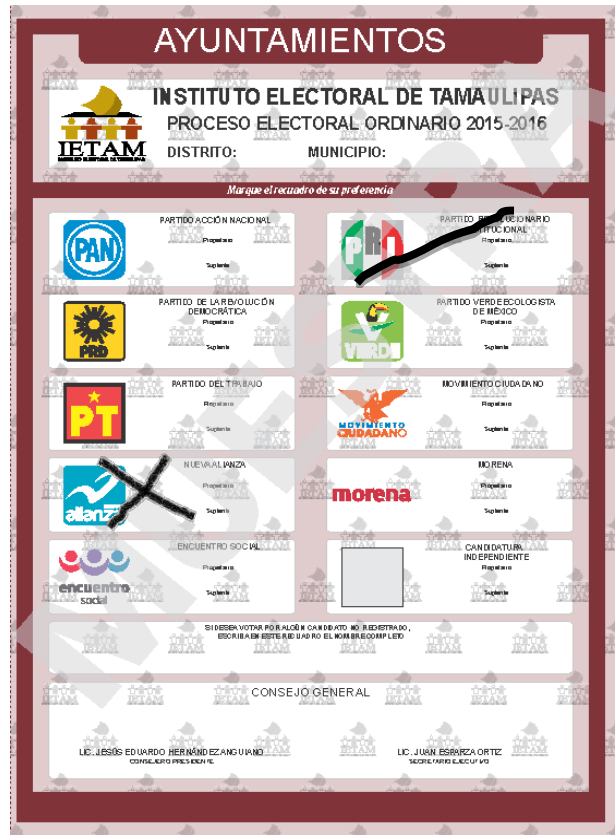 AYUNTAMIENTOS
INSTITUTO ELECTORAL DE TAMAULIPAS
PROCESO ELECTORAL ORDINARIO 2015-2016
IETAM
DISTRITO: MUNICIPIO:
Marque el recuadro de su preferencia
PAN
PARTIDO ACCIÓN NACIONAL
Propietario
Suplente
PRI
PARTIDO REVOLUCIONARIO
INSTITUCIONAL
Propietario
Suplente
PRD
PARTIDO DE LA REVOLUCIÓN
DEMOCRÁTICA
Propietario
Suplente
VERDE
PARTIDO VERDE ECOLOGISTA
DE MÉXICO
Propietario
Suplente
PT
PARTIDO DEL TRABAJO
Propietario
Suplente
MOVIMIENTO
CIUDADANO
MOVIMIENTO CIUDADANO
Propietario
Suplente
alianza
NUEVA ALIANZA
Propietario
Suplente
morena
MORENA
Propietario
Suplente
encuentro
social
ENCUENTRO SOCIAL
Propietario
Suplente
CANDIDATURA
INDEPENDIENTE
Propietario
Suplente
SI DESEA VOTAR POR ALGÚN CANDIDATO NO REGISTRADO,
ESCRIBA EN ESTE RECUADRO EL NOMBRE COMPLETO
CONSEJO GENERAL
LIC. JESÚS EDUARDO HERNÁNDEZ ANGUIANO
CONSEJERO PRESIDENTE
LIC. JUAN ESPARZA ORTIZ
SECRETARIO EJECUTIVO
MUESTRA